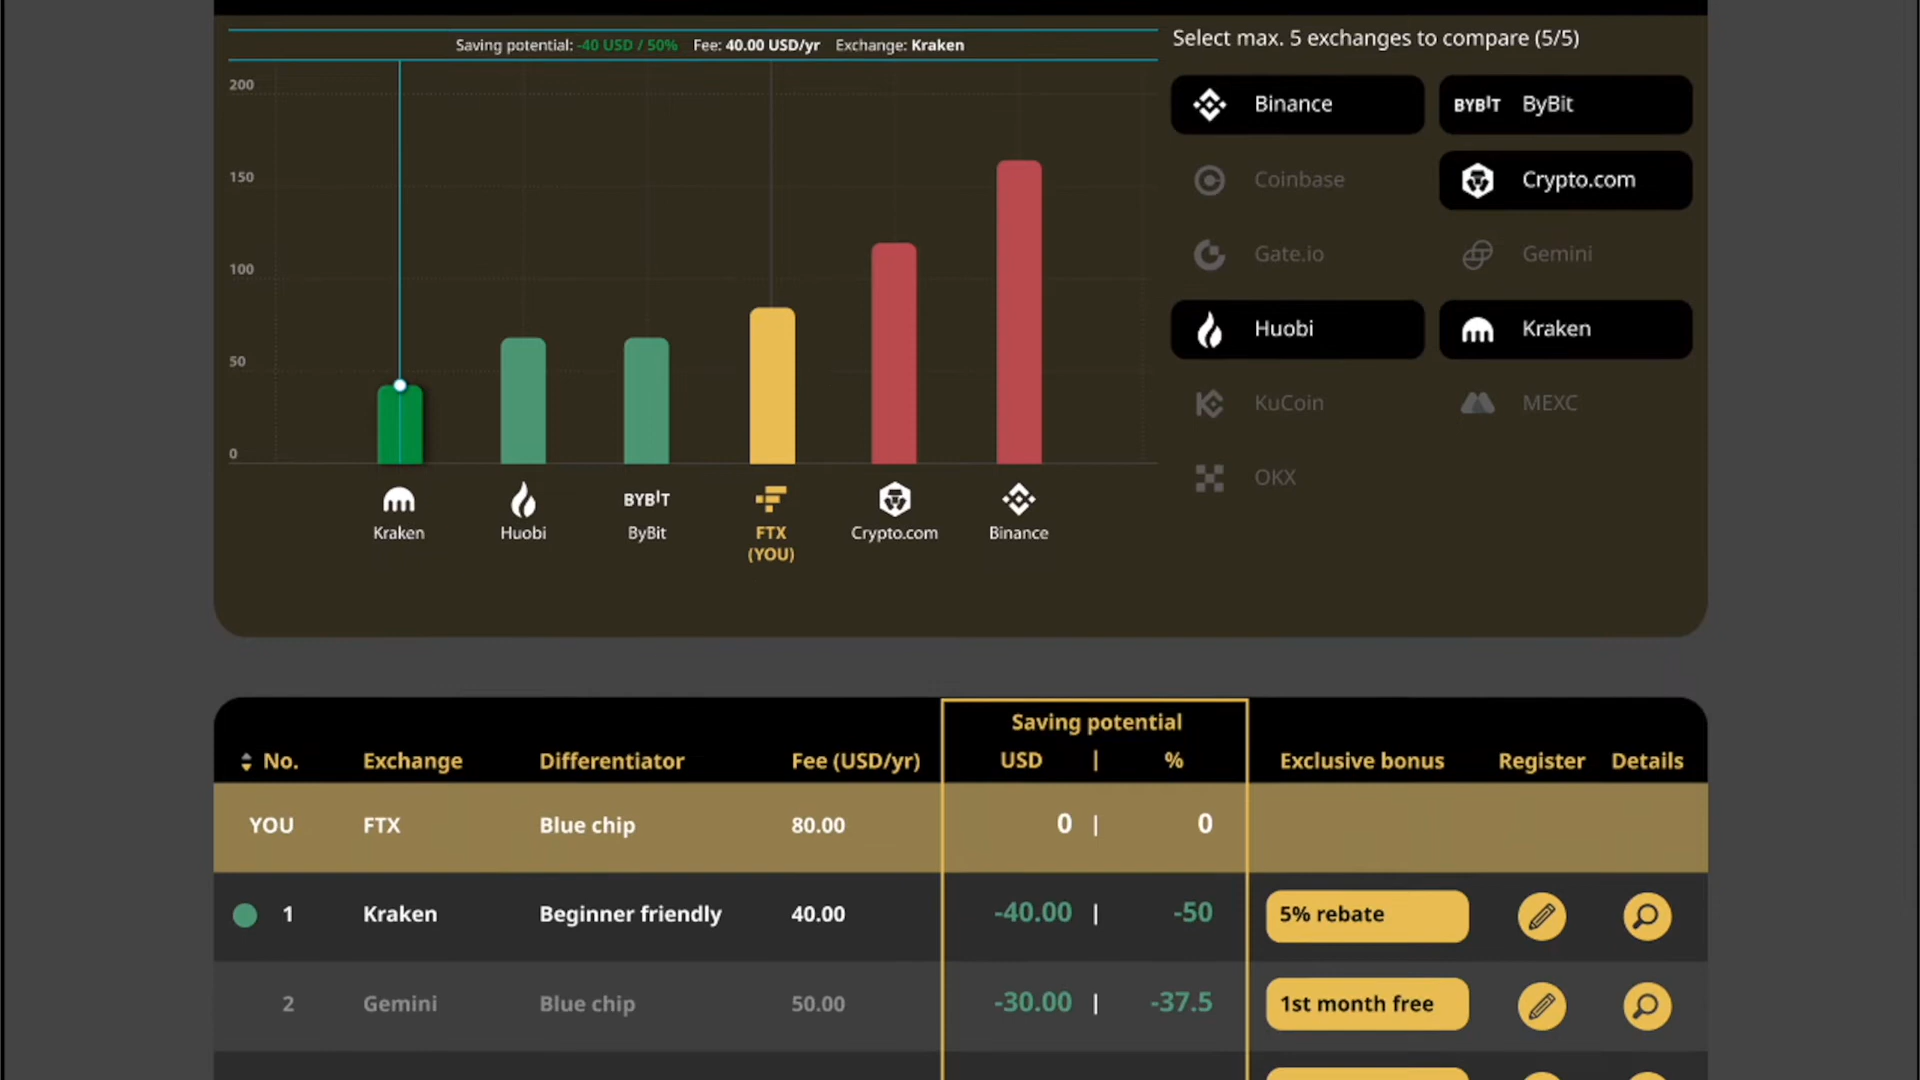 Saving potential: -40 USD / 50% Fee: 40.00 USD/yr Exchange: Kraken
200
150
100
50
0
Kraken
Huobi
BYBIT
ByBit
FTX
(YOU)
Crypto.com
Binance
Select max. 5 exchanges to compare (5/5)
Binance
BYBIT ByBit
Coinbase
Crypto.com
Gate.io
Gemini
Huobi
Kraken
KuCoin
MEXC
OKX
Saving potential
No. Exchange Differentiator Fee (USD/yr) USD | % Exclusive bonus Register Details
YOU FTX Blue chip 80.00 0 | 0
1 Kraken Beginner friendly 40.00 -40.00 | -50 5% rebate
2 Gemini Blue chip 50.00 -30.00 | -37.5 1st month free